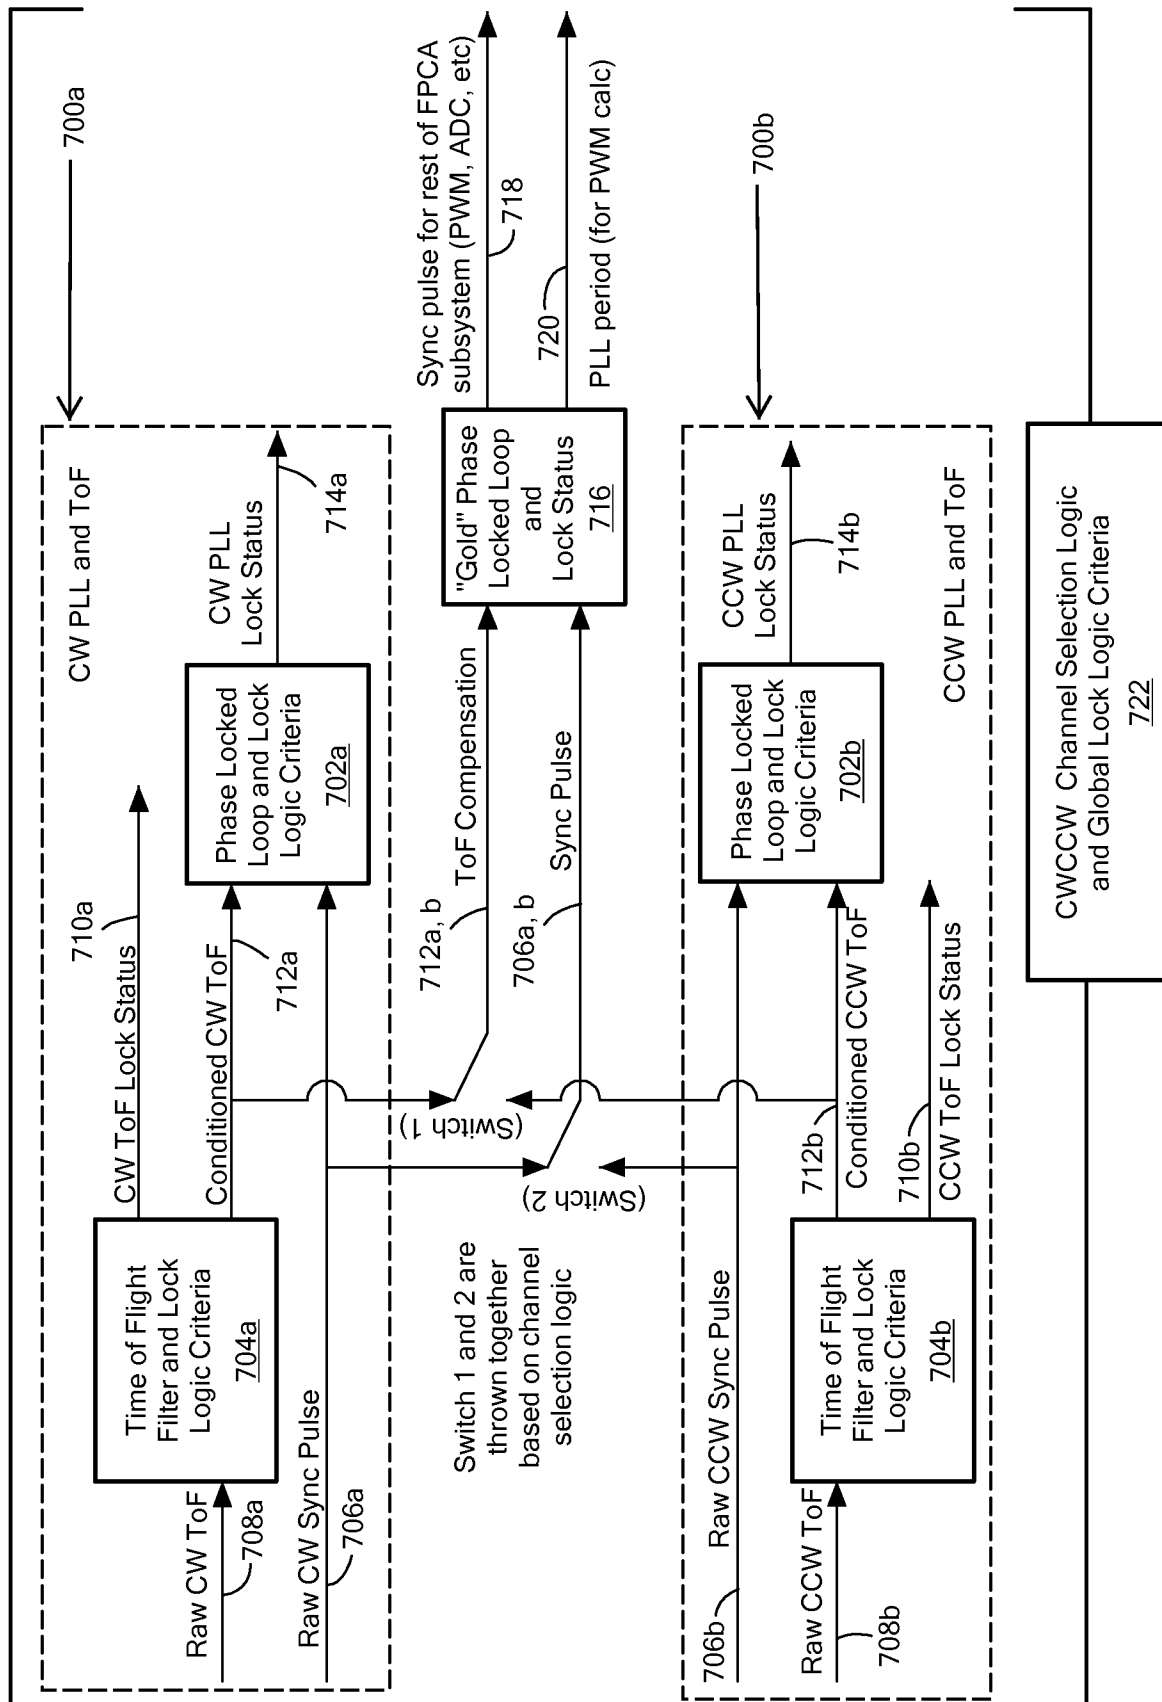 700a
CW PLL and ToF
CW ToF Lock Status
710a
Time of Flight
Filter and Lock
Logic Criteria
704a
Raw CW ToF
708a
Conditioned CW ToF
712a
Raw CW Sync Pulse
706a
Phase Locked
Loop and Lock
Logic Criteria
702a
CW PLL
Lock Status
714a
Switch 1 and 2 are
thrown together
based on channel
selection logic
(Switch 1)
(Switch 2)
712a, b
ToF Compensation
706a, b
Sync Pulse
"Gold" Phase
Locked Loop
and
Lock Status
716
Sync pulse for rest of FPCA
subsystem (PWM, ADC, etc)
718
720
PLL period (for PWM calc)
700b
Raw CCW Sync Pulse
706b
Phase Locked
Loop and Lock
Logic Criteria
702b
CCW PLL
Lock Status
714b
Time of Flight
Filter and Lock
Logic Criteria
704b
Raw CCW ToF
708b
712b
Conditioned CCW ToF
710b
CCW ToF Lock Status
CCW PLL and ToF
CWCCW Channel Selection Logic
and Global Lock Logic Criteria
722